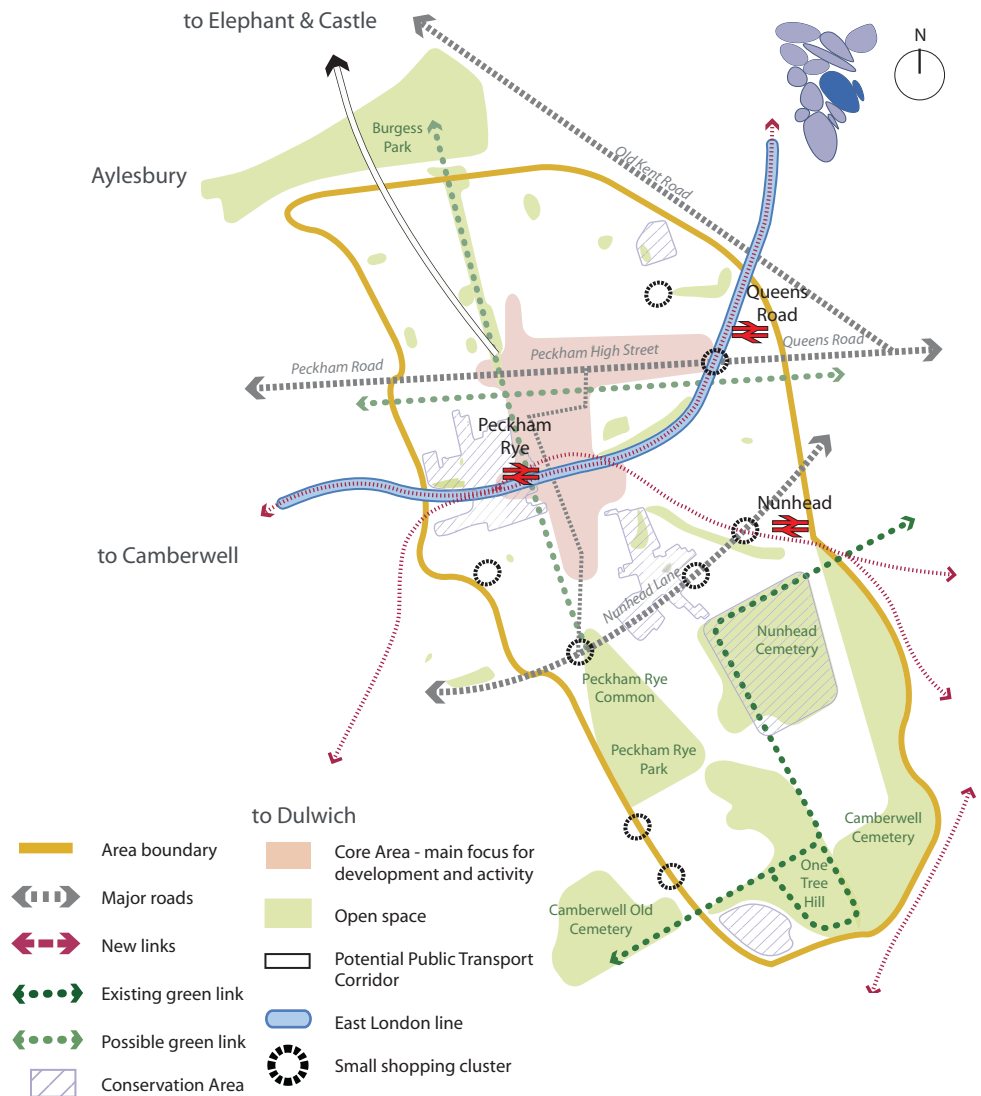 to Elephant & Castle
N
Burgess
Park
Old Kent Road
Aylesbury
Queens
Road
Peckham High Street
Queens Road
Peckham Road
Peckham
Rye
Nunhead
to Camberwell
Nunhead Lane
Nunhead
Cemetery
Peckham Rye
Common
Peckham Rye
Park
to Dulwich
Camberwell
Cemetery
One
Tree
Hill
Camberwell Old
Cemetery
Area boundary
Major roads
New links
Existing green link
Possible green link
Conservation Area
Core Area - main focus for
development and activity
Open space
Potential Public Transport
Corridor
East London line
Small shopping cluster